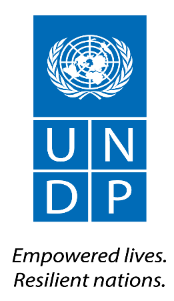 U N
D P
Empowered lives.
Resilient nations.